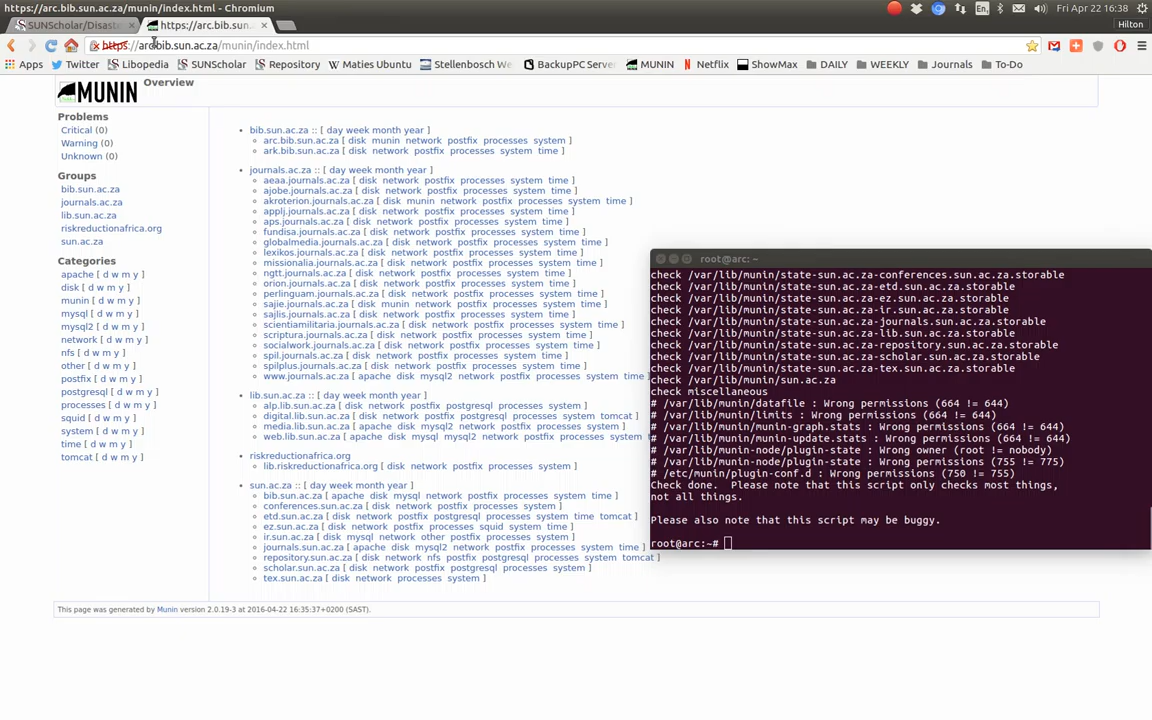 https://arc.bib.sun.ac.za/munin/index.html - Chromium
En Fri Apr 22 16:38
SUNScholar/Disaste
https://arc.bib.sun.
Hilton
https://arc.bib.sun.ac.za/munin/index.html
Apps Twitter Libopedia SUNScholar Repository Maties Ubuntu Stellenbosch We BackupPC Serve MUNIN Netflix ShowMax DAILY WEEKLY Journals To-Do
MUNIN Overview
Problems
Critical (0)
Warning (0)
Unknown (0)
Groups
bib.sun.ac.za
journals.ac.za
lib.sun.ac.za
riskreductionafrica.org
sun.ac.za
Categories
apache [ d w m y ]
disk [ d w m y ]
munin [ d w m y ]
mysql [ d w m y ]
mysql2 [ d w m y ]
network [ d w m y ]
nfs [ d w m y ]
other [ d w m y ]
postfix [ d w m y ]
postgresql [ d w m y ]
processes [ d w m y ]
squid [ d w m y ]
system [ d w m y ]
time [ d w m y ]
tomcat [ d w m y ]
bib.sun.ac.za :: [ day week month year ]
arc.bib.sun.ac.za [ disk munin network postfix processes system ]
ark.bib.sun.ac.za [ disk network postfix processes system time ]
journals.ac.za :: [ day week month year ]
aeaa.journals.ac.za [ disk network postfix processes system time ]
ajobe.journals.ac.za [ disk network postfix processes system time ]
akroterion.journals.ac.za [ disk munin network postfix processes system time ]
applj.journals.ac.za [ disk network postfix processes system time ]
aps.journals.ac.za [ disk network postfix processes system time ]
fundisa.journals.ac.za [ disk network postfix processes system time ]
globalmedia.journals.ac.za [ disk network postfix processes system time ]
lexikos.journals.ac.za [ disk network postfix processes system time ]
missionalia.journals.ac.za [ disk network postfix processes system time ]
ngtt.journals.ac.za [ disk network postfix processes system time ]
orion.journals.ac.za [ disk network postfix processes system time ]
perlinguam.journals.ac.za [ disk network postfix processes system time ]
sajie.journals.ac.za [ disk munin network postfix processes system time ]
sajlis.journals.ac.za [ disk network postfix processes system time ]
scientiamilitaria.journals.ac.za [ disk network postfix processes system time ]
scriptura.journals.ac.za [ disk network postfix processes system time ]
socialwork.journals.ac.za [ disk network postfix processes system time ]
spil.journals.ac.za [ disk network postfix processes system time ]
spilplus.journals.ac.za [ disk network postfix processes system time ]
www.journals.ac.za [ apache disk mysql2 network postfix processes system time ]
lib.sun.ac.za :: [ day week month year ]
alp.lib.sun.ac.za [ disk network postfix postgresql processes system ]
digital.lib.sun.ac.za [ disk network postfix postgresql processes system tomcat ]
media.lib.sun.ac.za [ apache disk mysql2 network postfix processes system ]
web.lib.sun.ac.za [ apache disk mysql mysql2 network postfix processes system
riskreductionafrica.org
lib.riskreductionafrica.org [ disk network postfix processes system ]
sun.ac.za :: [ day week month year ]
bib.sun.ac.za [ apache disk mysql network postfix processes system time ]
conferences.sun.ac.za [ disk network postfix processes system time ]
etd.sun.ac.za [ disk network postfix postgresql processes system time tomcat ]
ez.sun.ac.za [ disk network postfix processes squid system time ]
ir.sun.ac.za [ disk mysql network other postfix processes system time ]
journals.sun.ac.za [ apache disk mysql2 network postfix processes system time ]
repository.sun.ac.za [ disk network nfs postfix postgresql processes system tomcat ]
scholar.sun.ac.za [ disk network postfix postgresql processes system ]
tex.sun.ac.za [ disk network postfix processes system ]
This page was generated by Munin version 2.0.19-3 at 2016-04-22 16:35:37+0200 (SAST).
root@arc: ~
check /var/lib/munin/state-sun.ac.za-conferences.sun.ac.za.storable
check /var/lib/munin/state-sun.ac.za-etd.sun.ac.za.storable
check /var/lib/munin/state-sun.ac.za-ez.sun.ac.za.storable
check /var/lib/munin/state-sun.ac.za-ir.sun.ac.za.storable
check /var/lib/munin/state-sun.ac.za-journals.sun.ac.za.storable
check /var/lib/munin/state-sun.ac.za-lib.sun.ac.za.storable
check /var/lib/munin/state-sun.ac.za-repository.sun.ac.za.storable
check /var/lib/munin/state-sun.ac.za-scholar.sun.ac.za.storable
check /var/lib/munin/state-sun.ac.za-tex.sun.ac.za.storable
check /var/lib/munin/sun.ac.za
check miscellaneous
# /var/lib/munin/datafile : Wrong permissions (664 != 644)
# /var/lib/munin/limits : Wrong permissions (664 != 644)
# /var/lib/munin/munin-graph.stats : Wrong permissions (664 != 644)
# /var/lib/munin/munin-update.stats : Wrong permissions (664 != 644)
# /var/lib/munin-node/plugin-state : Wrong owner (root != nobody)
# /var/lib/munin-node/plugin-state : Wrong permissions (755 != 775)
# /etc/munin/plugin-conf.d : Wrong permissions (750 != 755)
Check done.  Please note that this script only checks most things,
not all things.
Please also note that this script may be buggy.
root@arc:~#